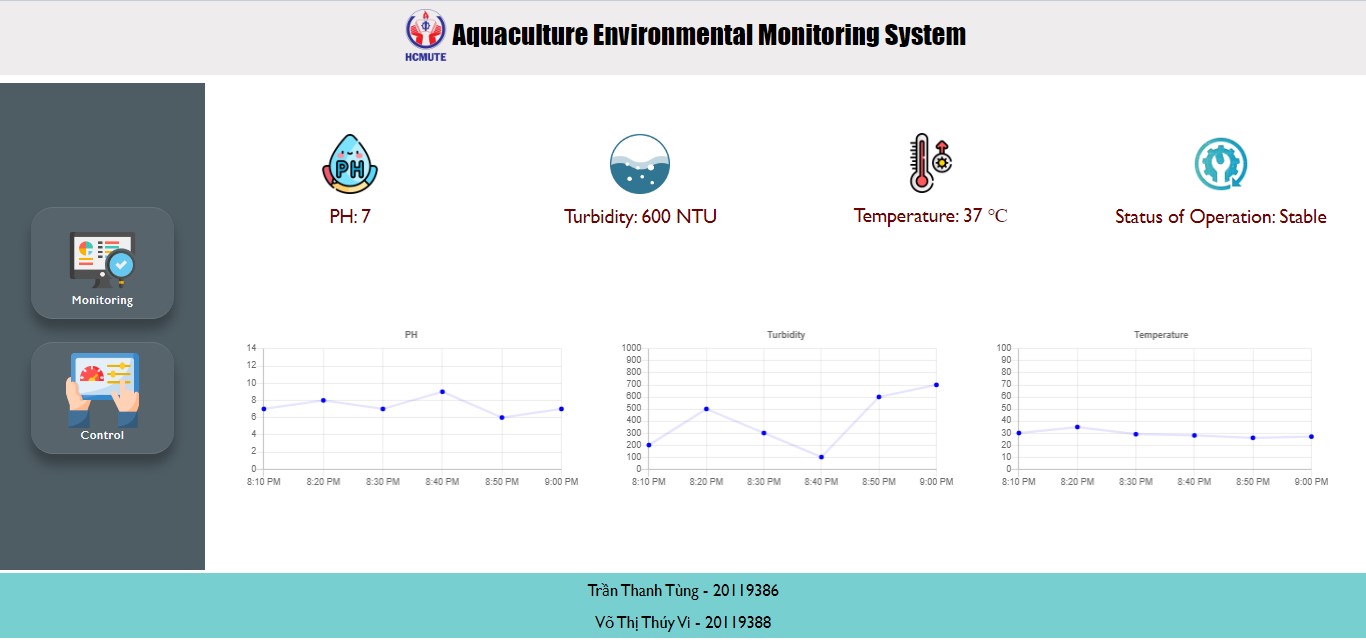 HCMUTE
Aquaculture Environmental Monitoring System
PH
PH: 7
Turbidity: 600 NTU
Temperature: 37 °C
Status of Operation: Stable
Monitoring
Control
PH
14
12
10
8
6
4
2
0
8:10 PM 8:20 PM 8:30 PM 8:40 PM 8:50 PM 9:00 PM
Turbidity
1000
900
800
700
600
500
400
300
200
100
0
8:10 PM 8:20 PM 8:30 PM 8:40 PM 8:50 PM 9:00 PM
Temperature
100
90
80
70
60
50
40
30
20
10
0
8:10 PM 8:20 PM 8:30 PM 8:40 PM 8:50 PM 9:00 PM
Trần Thanh Tùng - 20119386
Võ Thị Thúy Vi - 20119388